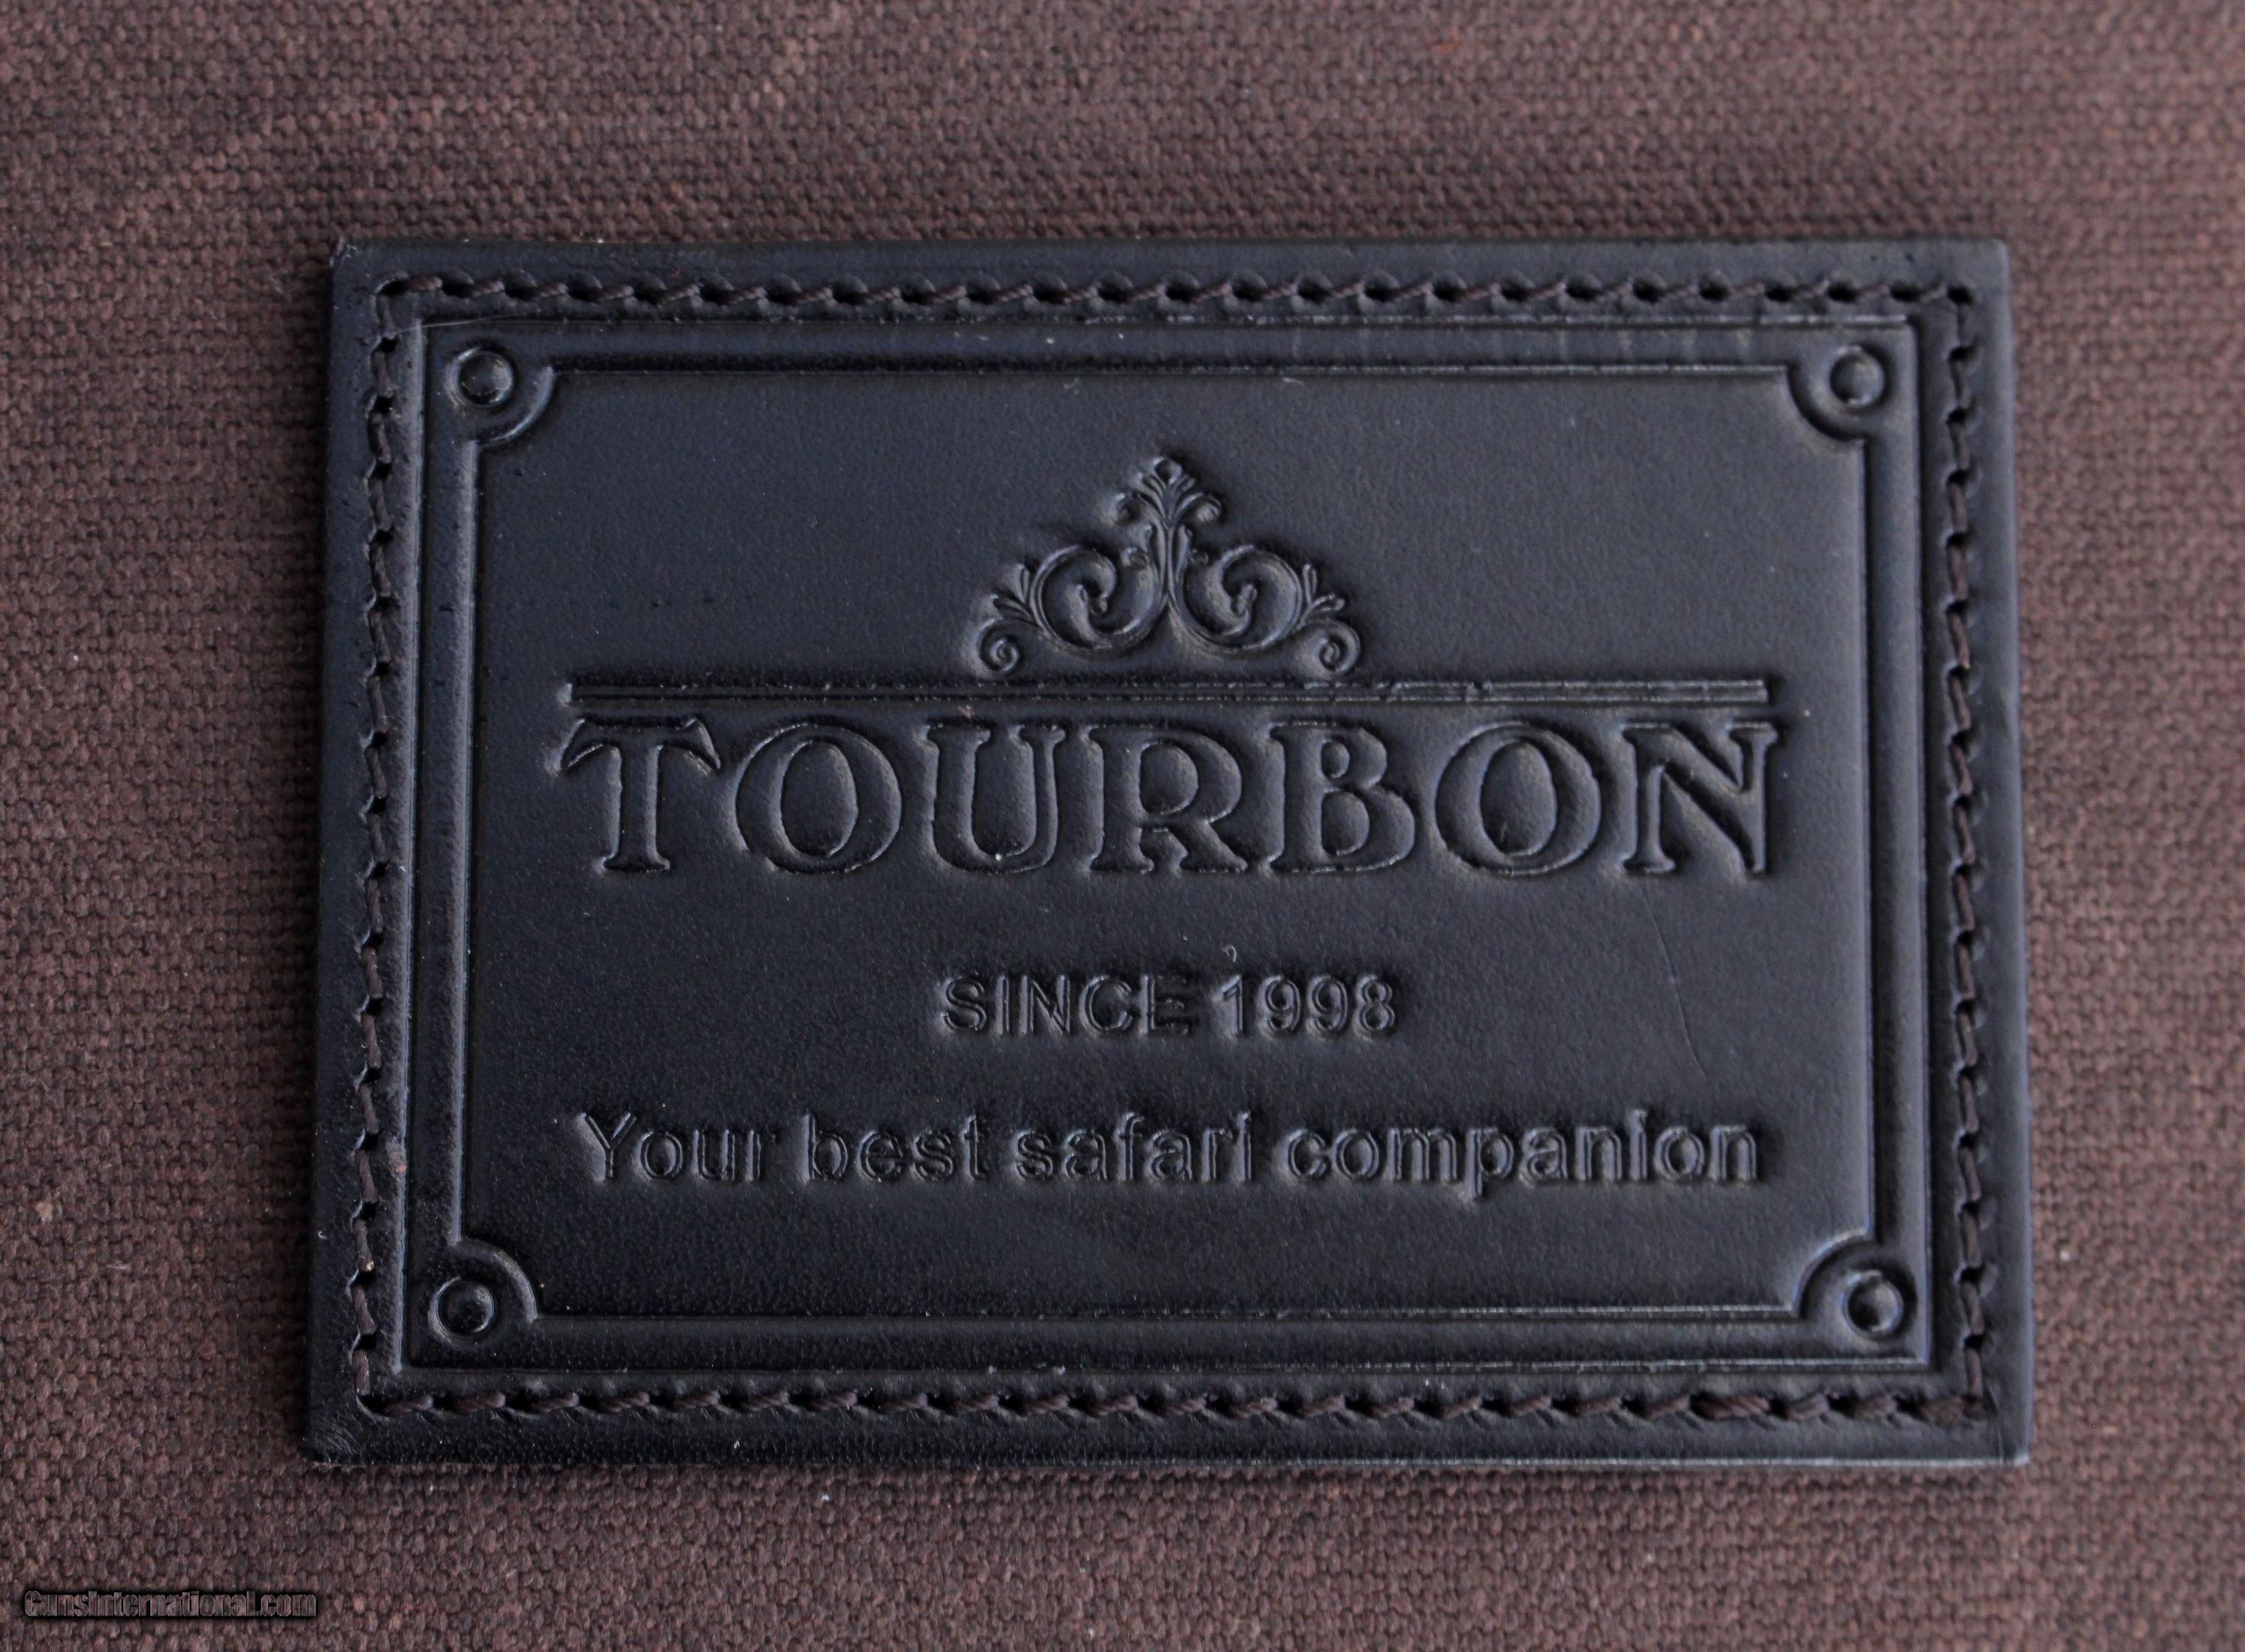 TOURBON
SINCE 1998
Your best safari companion
GunsInternational.com